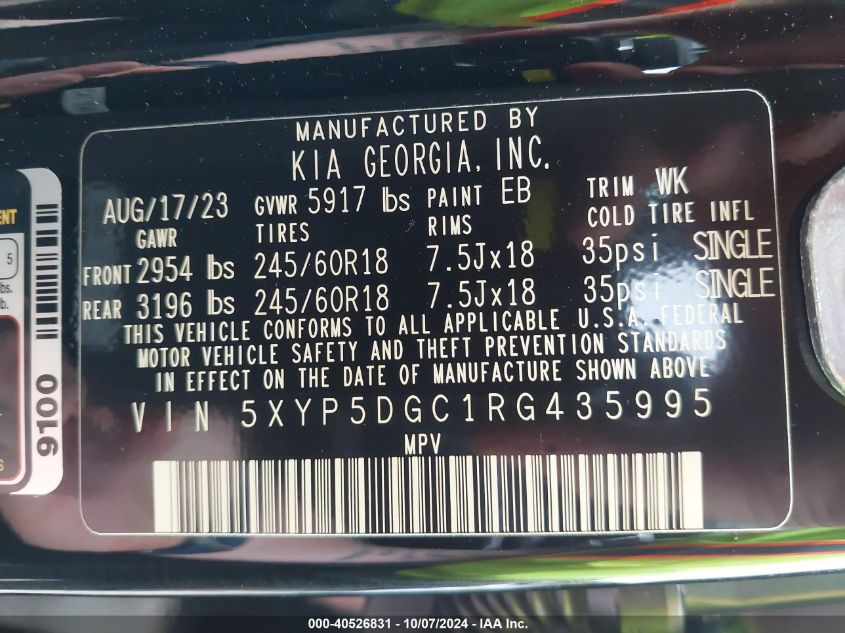 MANUFACTURED BY
KIA GEORGIA, INC.
AUG/17/23 GVWR 5917 lbs PAINT EB TRIM WK
GAWR TIRES RIMS COLD TIRE INFL
FRONT 2954 lbs 245/60R18 7.5Jx18 35psi SINGLE
REAR 3196 lbs 245/60R18 7.5Jx18 35psi SINGLE
THIS VEHICLE CONFORMS TO ALL APPLICABLE U.S.A. FEDERAL
MOTOR VEHICLE SAFETY AND THEFT PREVENTION STANDARDS
IN EFFECT ON THE DATE OF MANUFACTURE SHOWN ABOVE
VIN 5XYP5DGC1RG435995
MPV
5
lbs.
9100
000-40526831 - 10/07/2024 - IAA Inc.